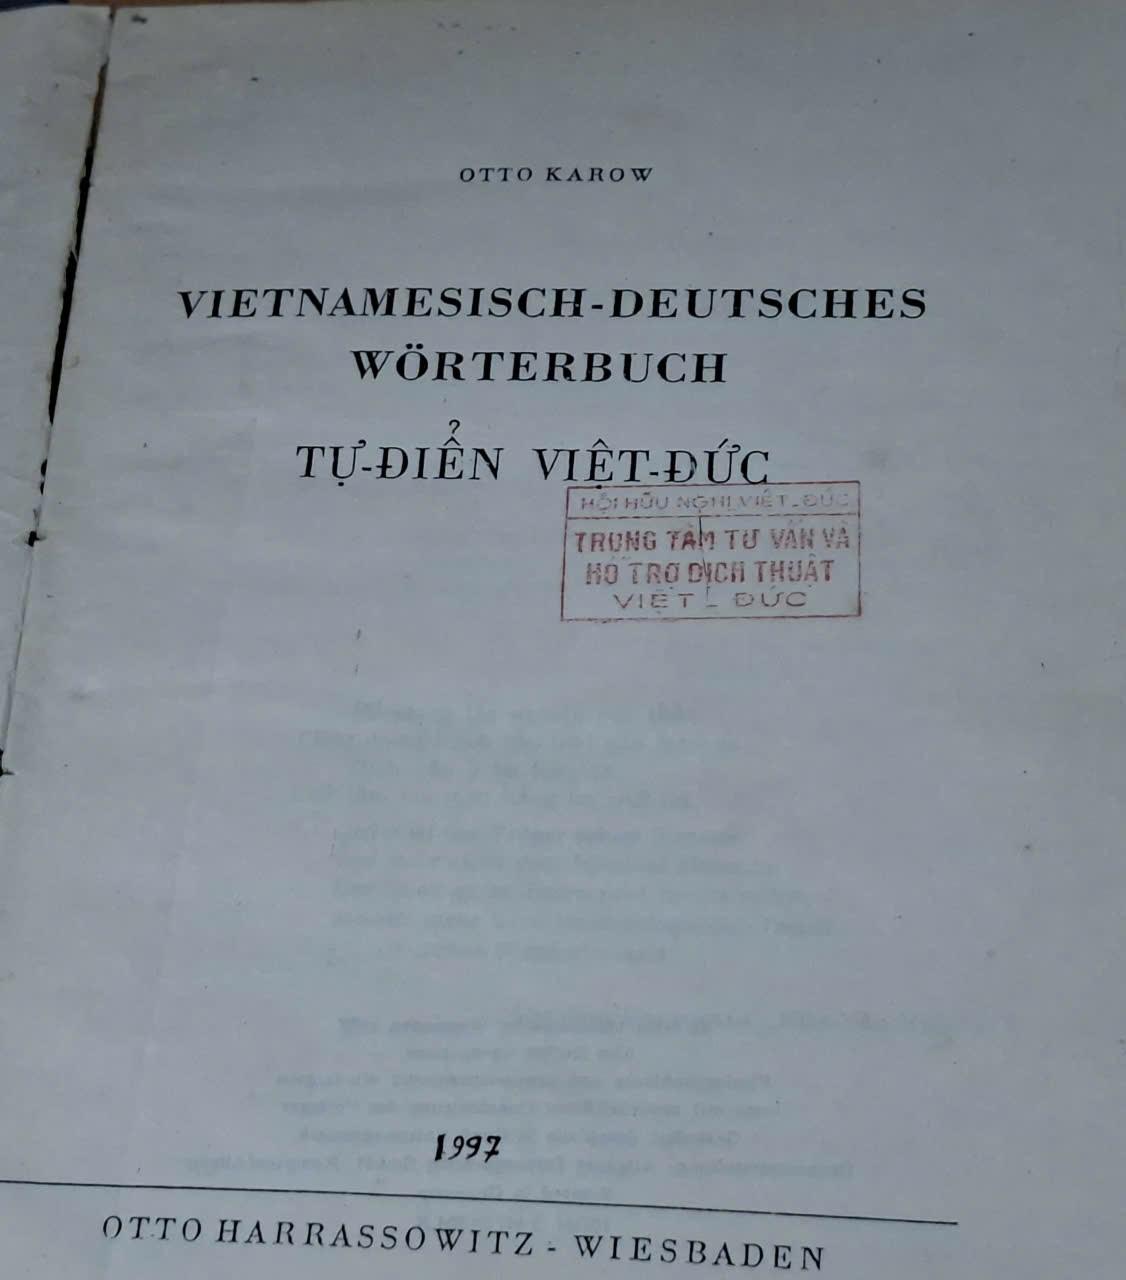 OTTO KAROW
VIETNAMESISCH-DEUTSCHES
WÖRTERBUCH
TỰ-ĐIỂN VIỆT-ĐỨC
HỘI HỮU NGHỊ VIỆT-ĐỨC
TRUNG TÂM TƯ VẤN VÀ
HỖ TRỢ DỊCH THUẬT
VIỆT - ĐỨC
1997
OTTO HARRASSOWITZ - WIESBADEN